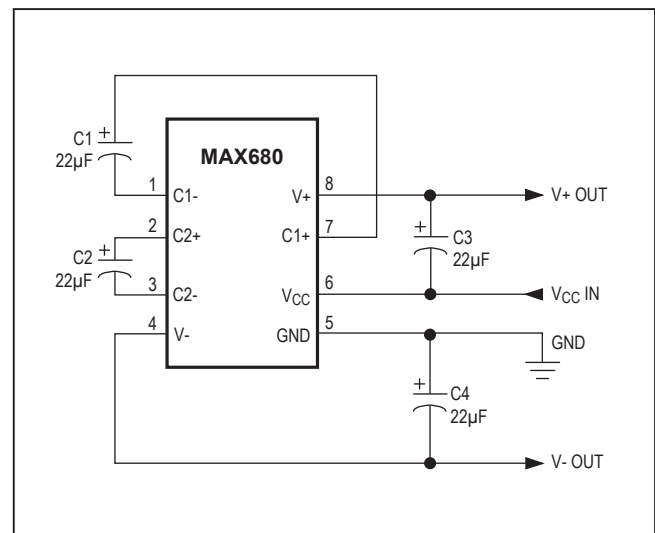 MAX680
C1 +
22µF
1 C1-
2 C2+
C2 +
22µF
3 C2-
4 V-
V+ 8
C1+ 7
VCC 6
GND 5
V+ OUT
+ C3
22µF
VCC IN
GND
+ C4
22µF
V- OUT